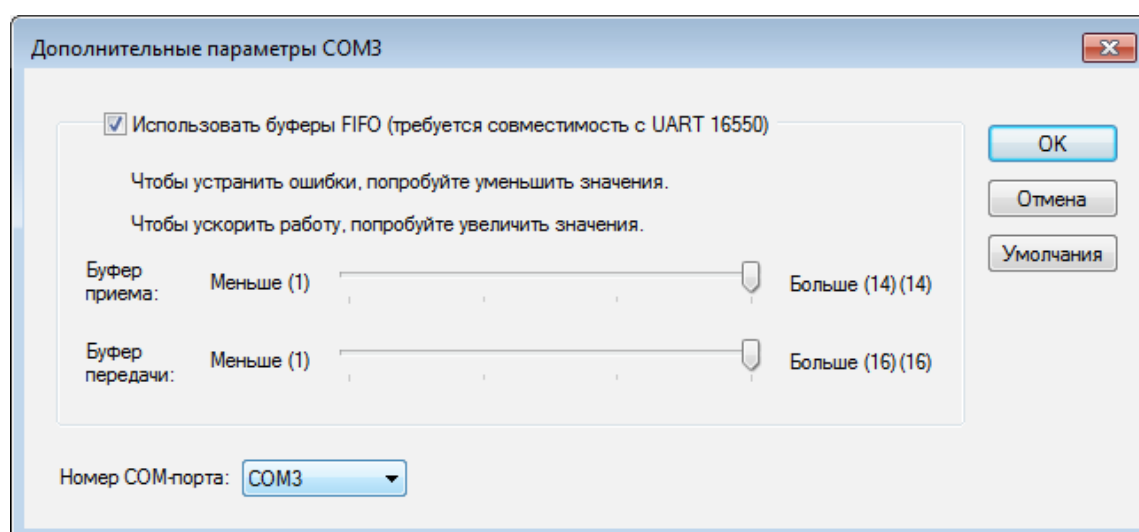 Дополнительные параметры COM3
Использовать буферы FIFO (требуется совместимость с UART 16550)
OK
Чтобы устранить ошибки, попробуйте уменьшить значения.
Отмена
Чтобы ускорить работу, попробуйте увеличить значения.
Умолчания
Буфер
приема:
Меньше (1)
Больше (14) (14)
Буфер
передачи:
Меньше (1)
Больше (16) (16)
Номер COM-порта: COM3